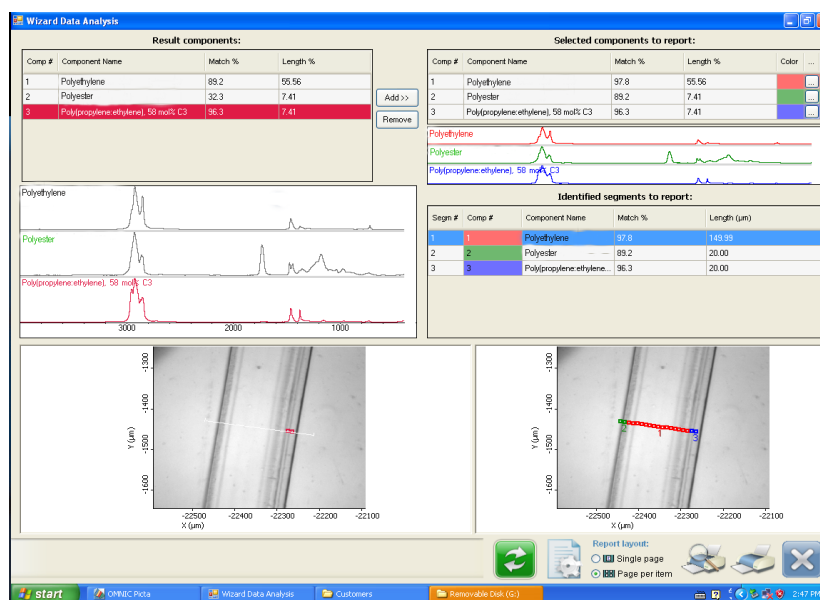 Wizard Data Analysis
Result components:
Comp # Component Name Match % Length %
1 Polyethylene 89.2 55.56
2 Polyester 32.3 7.41
3 Poly(propylene:ethylene), 58 mol% C3 96.3 7.41
Add >>
Remove
Selected components to report:
Comp # Component Name Match % Length % Color ...
1 Polyethylene 97.8 55.56 ...
2 Polyester 89.2 7.41 ...
3 Poly(propylene:ethylene), 58 mol% C3 96.3 7.41 ...
Polyethylene
Polyester
Poly(propylene:ethylene), 58 mol% C3
Polyethylene
Polyester
Poly(propylene:ethylene), 58 mol% C3
3000 2000 1000
Identified segments to report:
Segm # Comp # Component Name Match % Length (µm)
1 1 Polyethylene 97.8 149.99
2 2 Polyester 89.2 20.00
3 3 Poly(propylene:ethylene... 96.3 20.00
-1300
-1400
-1500
-1600
Y (µm)
-22500 -22400 -22300 -22200 -22100
X (µm)
-1300
-1400
-1500
-1600
Y (µm)
2 1 3
-22500 -22400 -22300 -22200 -22100
X (µm)
Report layout:
Single page
Page per item
start
OMNIC Picta
Wizard Data Analysis
Customers
Removable Disk (G:)
2:47 PM